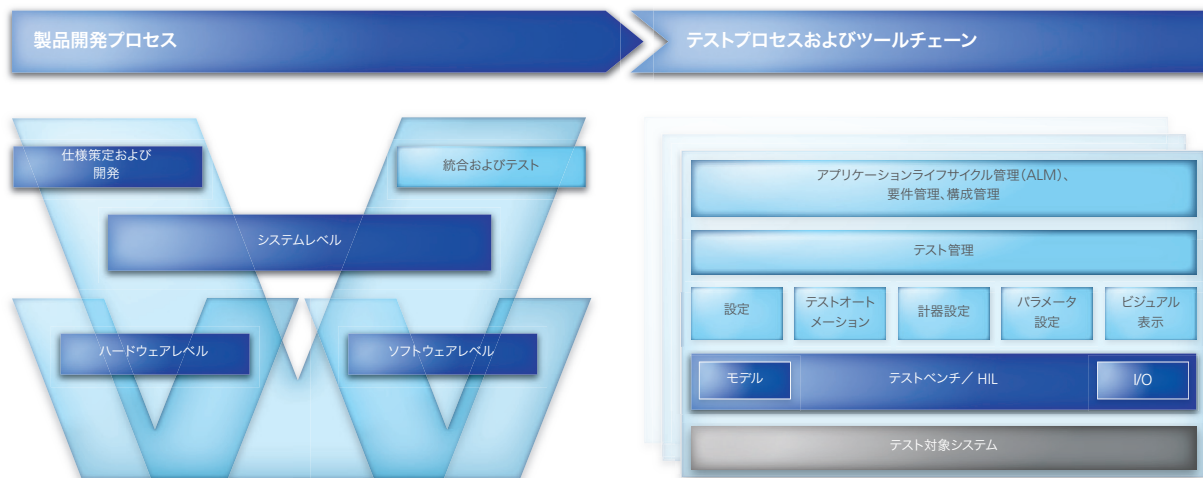 製品開発プロセス
テストプロセスおよびツールチェーン
仕様策定および
開発
統合およびテスト
システムレベル
ハードウェアレベル
ソフトウェアレベル
アプリケーションライフサイクル管理(ALM)、
要件管理、構成管理
テスト管理
設定
テストオート
メーション
計器設定
パラメータ
設定
ビジュアル
表示
モデル
テストベンチ/ HIL
I/O
テスト対象システム